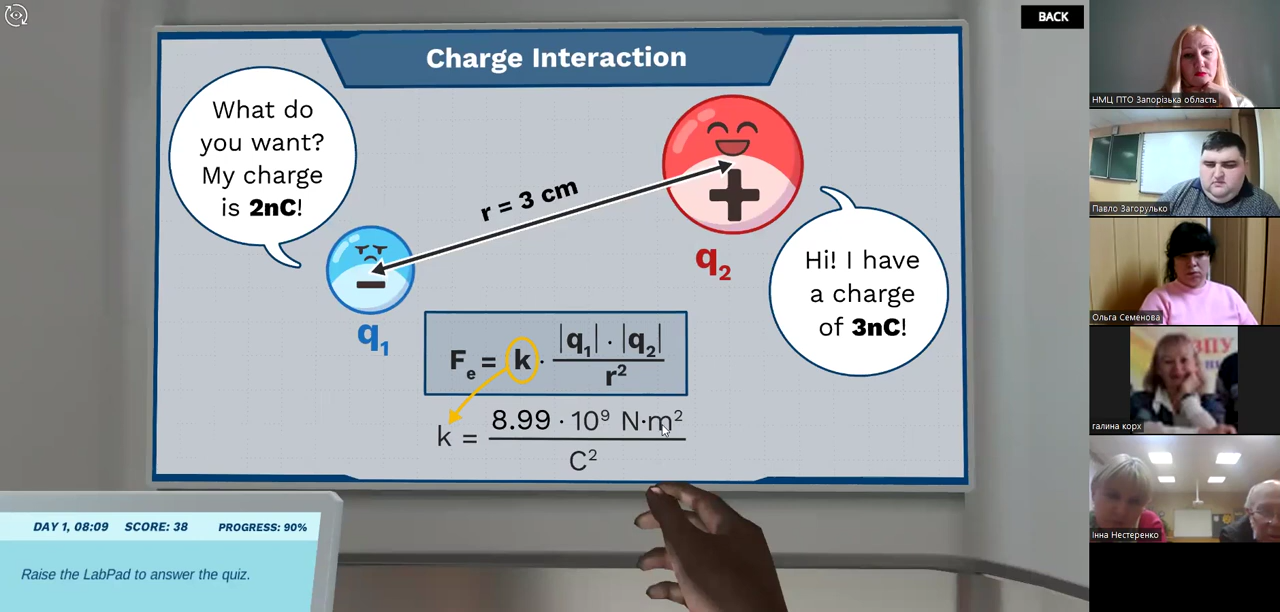 BACK
Charge Interaction
What do
you want?
My charge
is 2nC!
r = 3 cm
q₁
q₂
Hi! I have
a charge
of 3nC!
Fₑ = k · |q₁| · |q₂| / r²
k = 8.99 · 10⁹ N·m² / C²
DAY 1, 08:09 SCORE: 38 PROGRESS: 90%
Raise the LabPad to answer the quiz.
НМЦ ПТО Запорізька область
Павло Загорулько
Ольга Семенова
галина корх
Інна Нестеренко